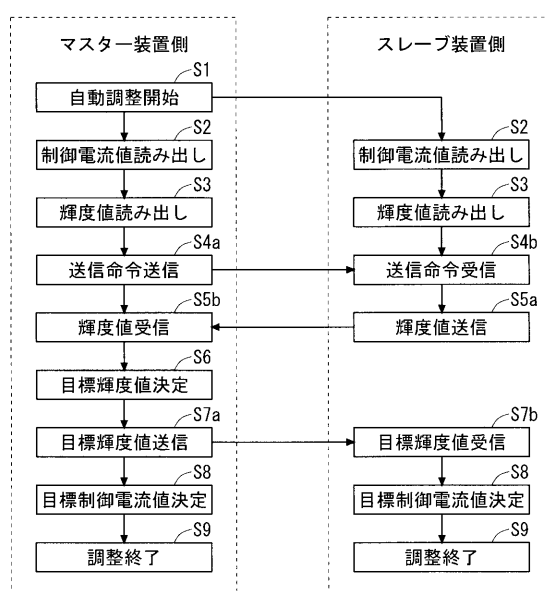 マスター装置側
スレーブ装置側
S1
自動調整開始
S2
制御電流値読み出し
S2
制御電流値読み出し
S3
輝度値読み出し
S3
輝度値読み出し
S4a
送信命令送信
S4b
送信命令受信
S5b
輝度値受信
S5a
輝度値送信
S6
目標輝度値決定
S7a
目標輝度値送信
S7b
目標輝度値受信
S8
目標制御電流値決定
S8
目標制御電流値決定
S9
調整終了
S9
調整終了